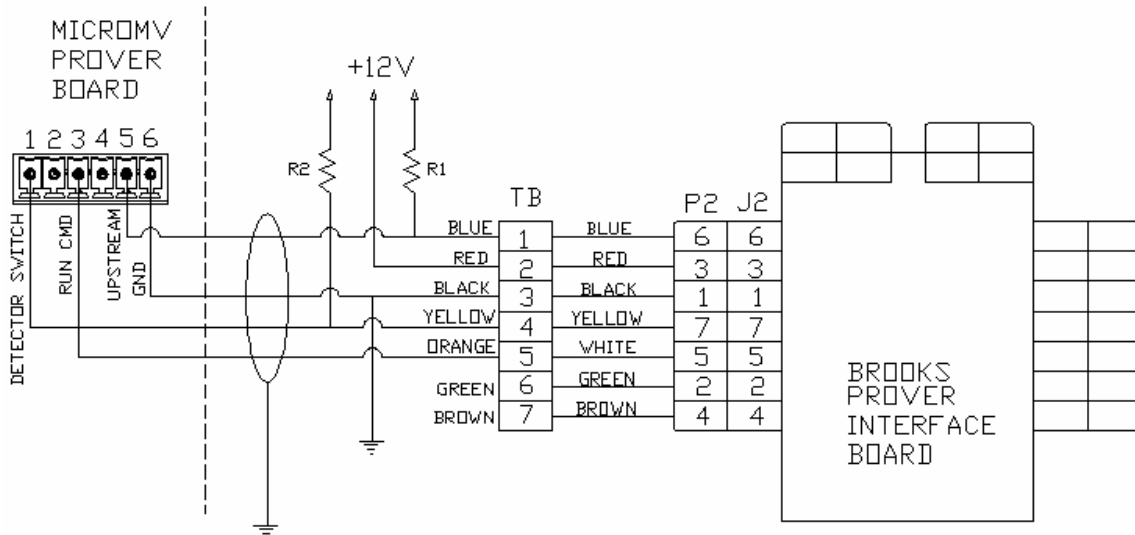 MICROMV
PROVER
BOARD
+12V
1 2 3 4 5 6
R2
R1
DETECTOR SWITCH
RUN CMD
UPSTREAM
GND
TB
P2 J2
BLUE 1 BLUE 6 6
RED 2 RED 3 3
BLACK 3 BLACK 1 1
YELLOW 4 YELLOW 7 7
ORANGE 5 WHITE 5 5
GREEN 6 GREEN 2 2
BROWN 7 BROWN 4 4
BROOKS
PROVER
INTERFACE
BOARD